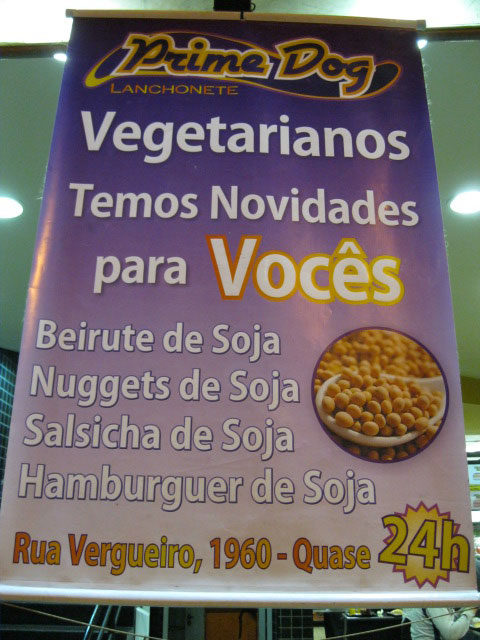 Prime Dog
LANCHONETE
Vegetarianos
Temos Novidades
para Vocês
Beirute de Soja
Nuggets de Soja
Salsicha de Soja
Hamburguer de Soja
Rua Vergueiro, 1960 - Quase 24h